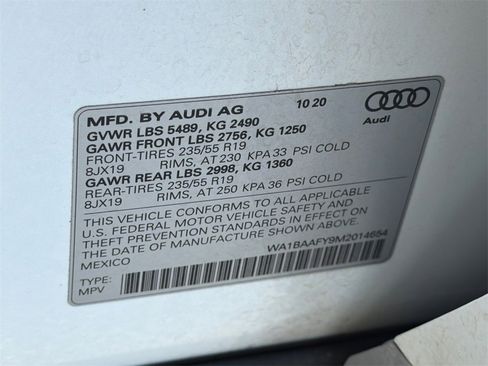 MFD. BY AUDI AG 10 20
GVWR LBS 5489, KG 2490
GAWR FRONT LBS 2756, KG 1250
FRONT-TIRES 235/55 R19
8JX19 RIMS, AT 230 KPA 33 PSI COLD
GAWR REAR LBS 2998, KG 1360
REAR-TIRES 235/55 R19
8JX19 RIMS, AT 250 KPA 36 PSI COLD
THIS VEHICLE CONFORMS TO ALL APPLICABLE
U.S. FEDERAL MOTOR VEHICLE SAFETY AND
THEFT PREVENTION STANDARDS IN EFFECT ON
THE DATE OF MANUFACTURE SHOWN ABOVE.
MEXICO WA1BAAFY9M2014654
TYPE:
MPV
Audi